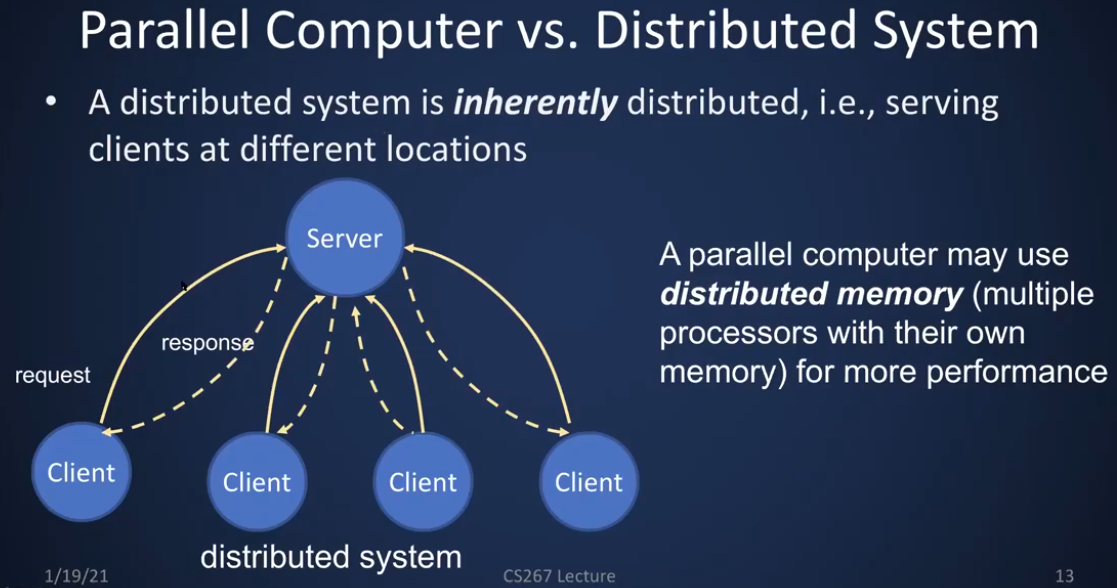 Parallel Computer vs. Distributed System
• A distributed system is inherently distributed, i.e., serving
clients at different locations
Server
A parallel computer may use
distributed memory (multiple
processors with their own
memory) for more performance
response
request
Client
Client
Client
Client
distributed system
1/19/21
CS267 Lecture
13